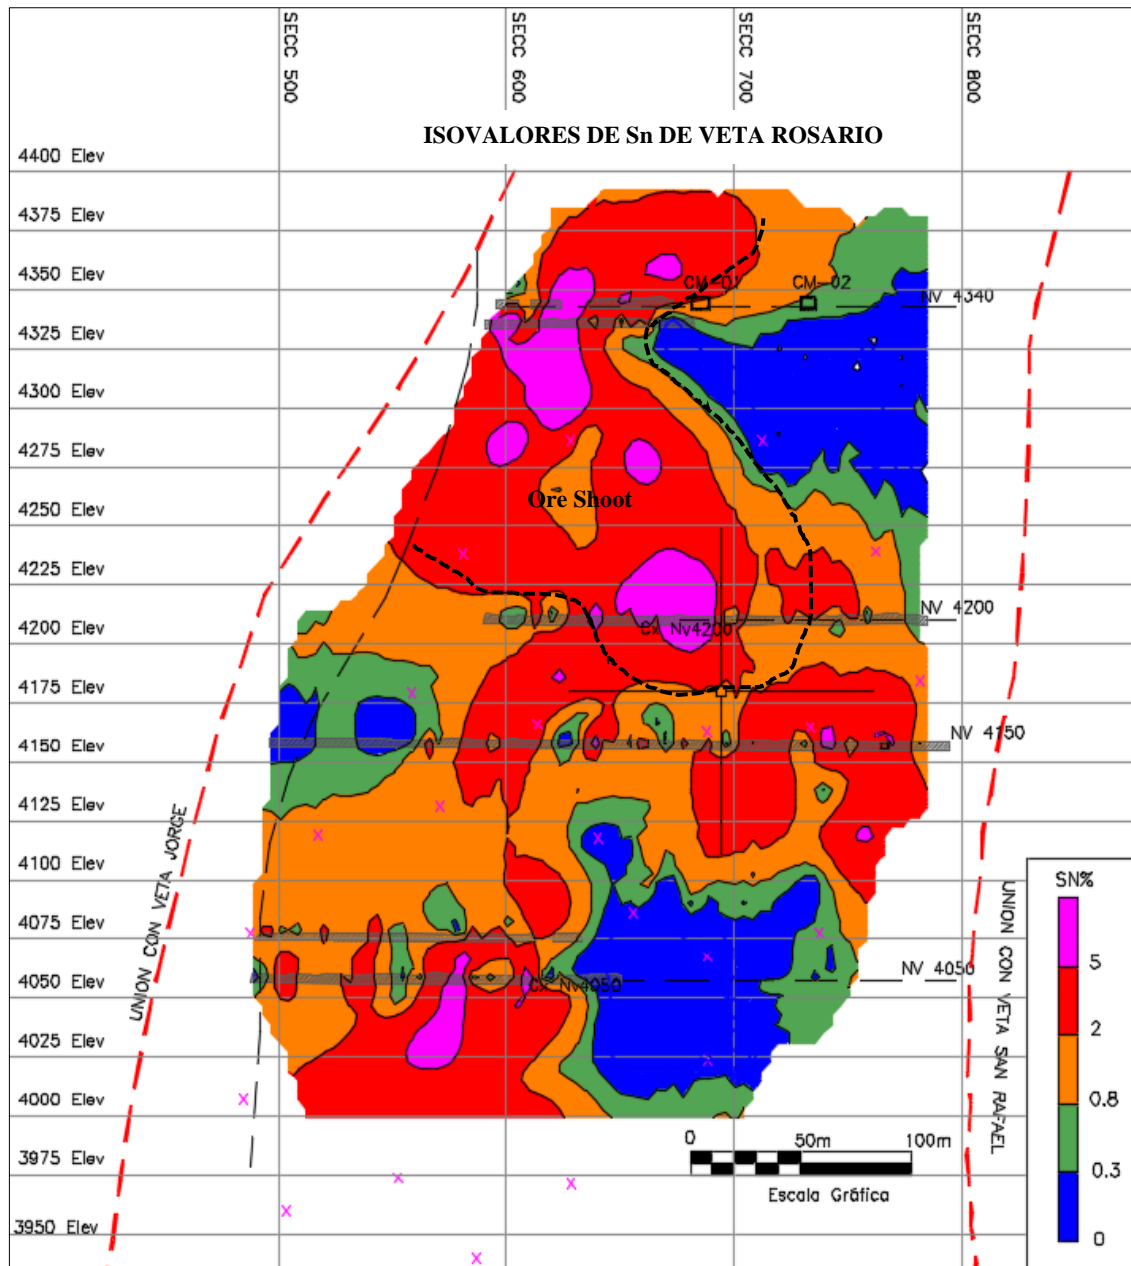 SECC 500
SECC 600
SECC 700
SECC 800
ISOVALORES DE Sn DE VETA ROSARIO
4400 Elev
4375 Elev
4350 Elev
4325 Elev
4300 Elev
4275 Elev
4250 Elev
4225 Elev
4200 Elev
4175 Elev
4150 Elev
4125 Elev
4100 Elev
4075 Elev
4050 Elev
4025 Elev
4000 Elev
3975 Elev
3950 Elev
CM-01
CM-02
NV 4340
Ore Shoot
NV 4200
Cx Nv4200
NV 4150
NV 4050
Cx Nv4050
UNION CON VETA JORGE
UNION CON VETA SAN RAFAEL
SN%
5
2
0.8
0.3
0
0 50m 100m
Escala Gráfica